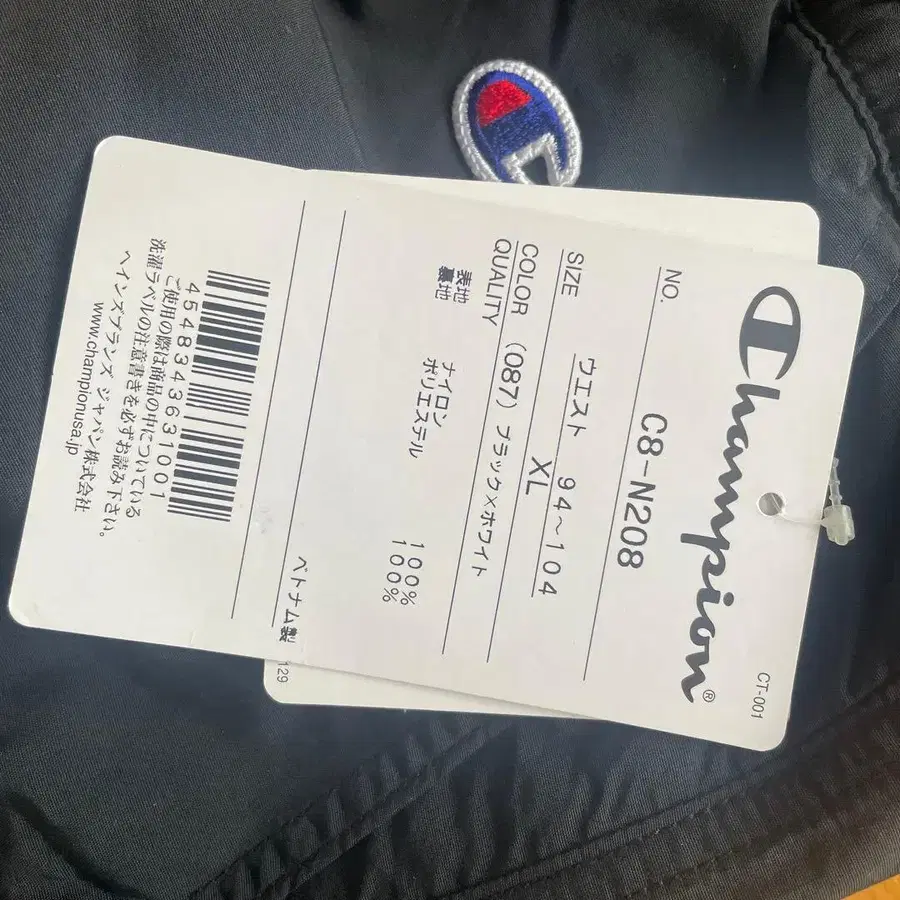 CT-001
Champion®
NO. C8-N208
SIZE ウエスト 94～104
XL
COLOR (087) ブラック×ホワイト
QUALITY
表地 ナイロン 100%
裏地 ポリエステル 100%
ベトナム製
129
4548343631001
ご使用の際は商品の中についている
洗濯ラベルの注意書きを必ずお読み下さい。
ヘインズブランズ ジャパン株式会社
www.championusa.jp